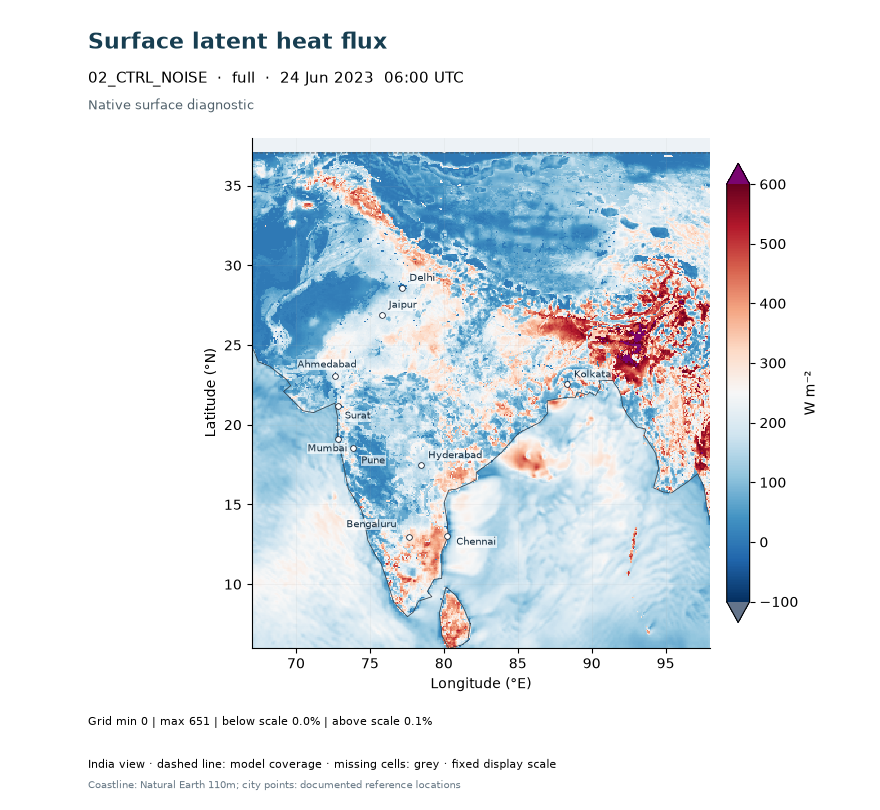 Surface latent heat flux
02_CTRL_NOISE · full · 24 Jun 2023 06:00 UTC
Native surface diagnostic
35
30
25
20
15
10
Latitude (°N)
70
75
80
85
90
95
Longitude (°E)
Delhi
Jaipur
Ahmedabad
Kolkata
Surat
Mumbai
Pune
Hyderabad
Bengaluru
Chennai
600
500
400
300
200
100
0
−100
W m⁻²
Grid min 0 | max 651 | below scale 0.0% | above scale 0.1%
India view · dashed line: model coverage · missing cells: grey · fixed display scale
Coastline: Natural Earth 110m; city points: documented reference locations